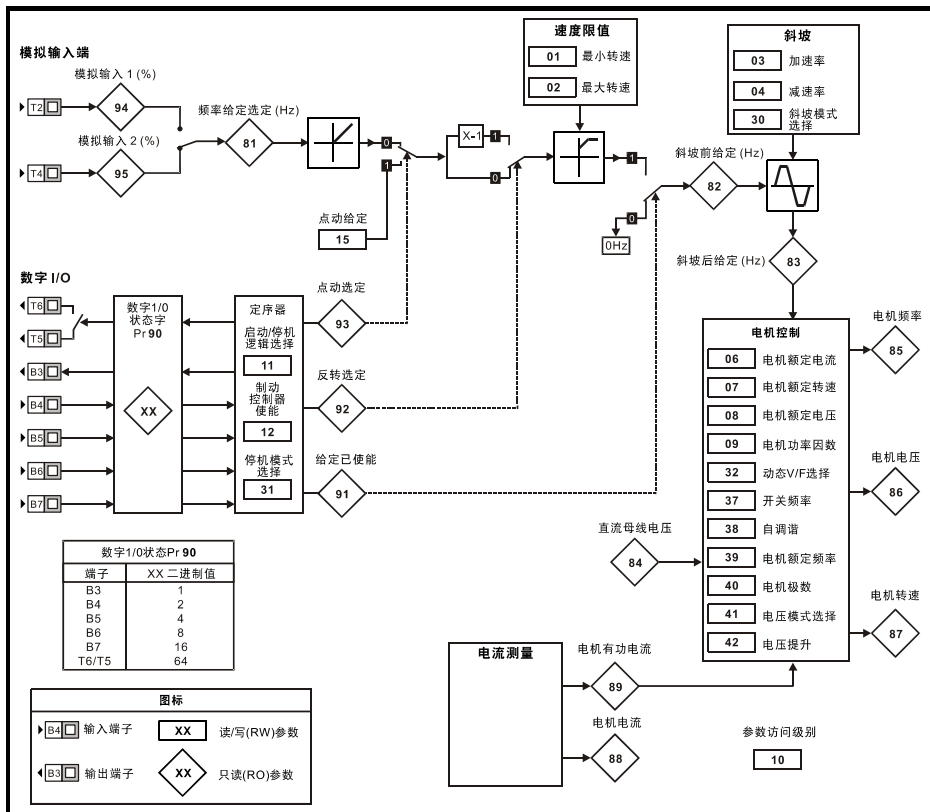 模拟输入端
模拟输入 1 (%)
T2
94
模拟输入 2 (%)
T4
95
频率给定选定 (Hz)
81
0
1
点动给定
15
X-1
1
0
速度限值
01 最小转速
02 最大转速
1
0
0Hz
斜坡
03 加速率
04 减速率
30 斜坡模式
选择
斜坡前给定 (Hz)
82
斜坡后给定 (Hz)
83
数字 I/O
T6
T5
B3
B4
B5
B6
B7
数字1/0
状态字
Pr 90
XX
定序器
启动/停机
逻辑选择
11
制动
控制器
使能
12
停机模式
选择
31
点动选定
93
反转选定
92
给定已使能
91
直流母线电压
84
电机控制
06 电机额定电流
07 电机额定转速
08 电机额定电压
09 电机功率因数
32 动态V/F选择
37 开关频率
38 自调谐
39 电机额定频率
40 电机极数
41 电压模式选择
42 电压提升
电机频率
85
电机电压
86
电机转速
87
数字1/0状态Pr 90
端子 XX 二进制值
B3 1
B4 2
B5 4
B6 8
B7 16
T6/T5 64
电流测量
电机有功电流
89
电机电流
88
参数访问级别
10
图标
B4 输入端子 XX 读/写(RW)参数
B3 输出端子 XX 只读(RO)参数